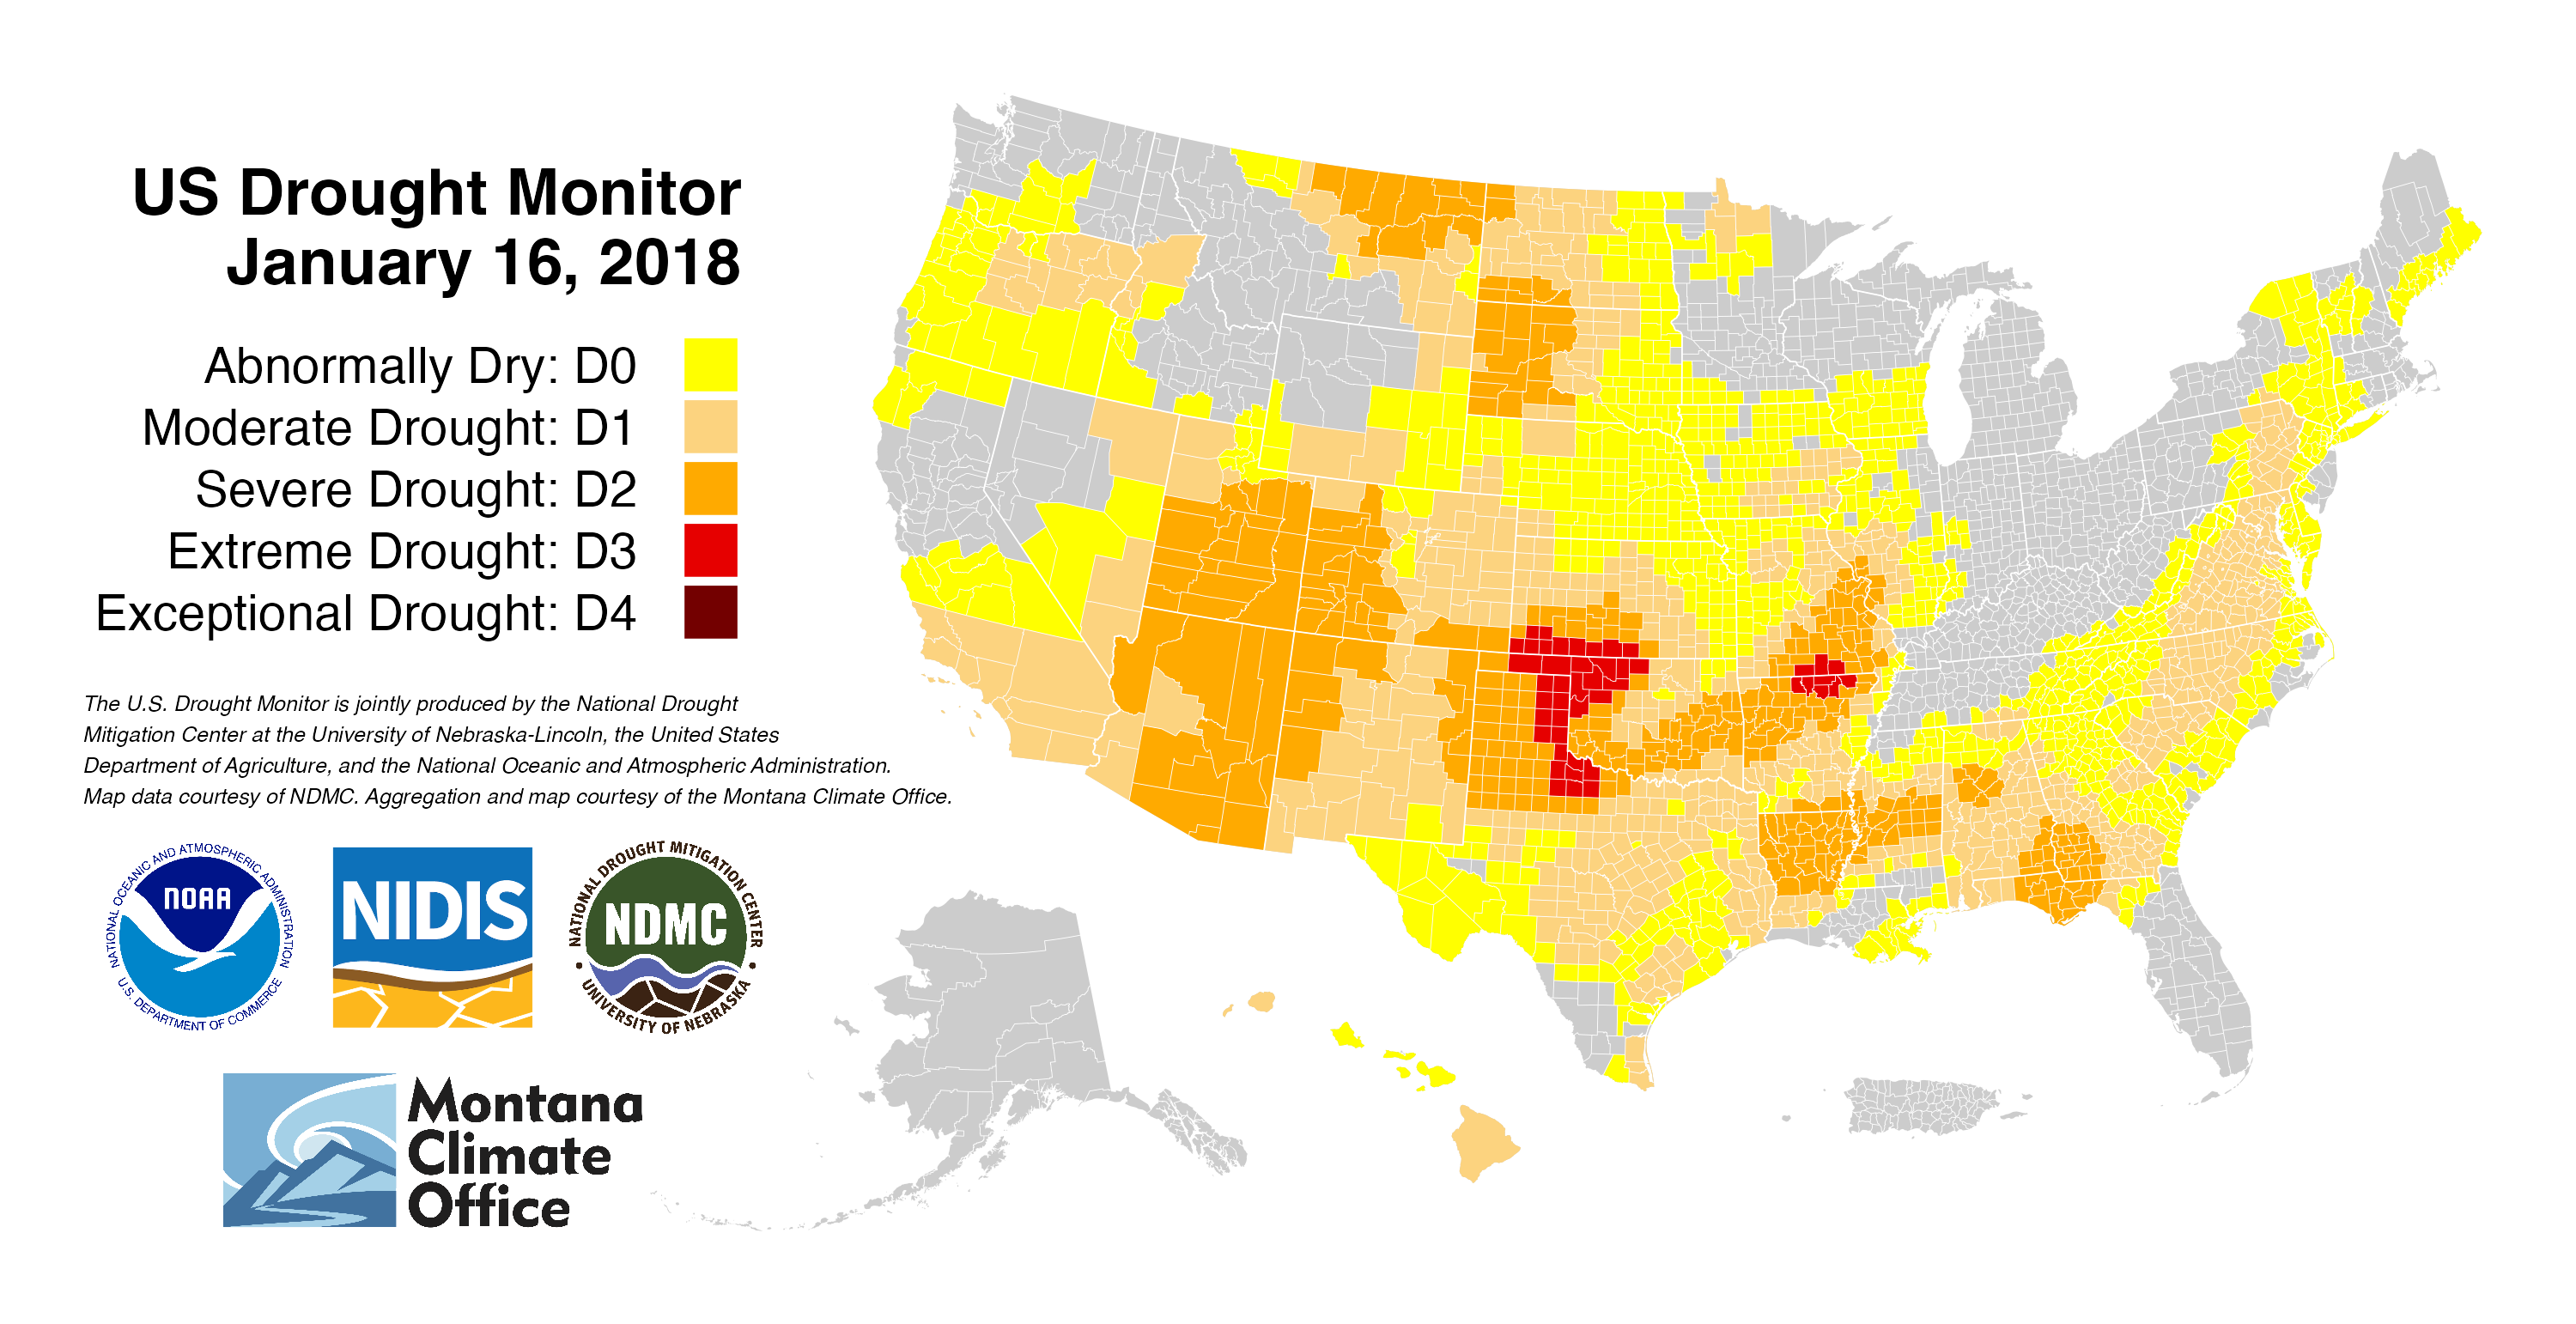 US Drought Monitor
January 16, 2018
Abnormally Dry: D0
Moderate Drought: D1
Severe Drought: D2
Extreme Drought: D3
Exceptional Drought: D4
The U.S. Drought Monitor is jointly produced by the National Drought
Mitigation Center at the University of Nebraska-Lincoln, the United States
Department of Agriculture, and the National Oceanic and Atmospheric Administration.
Map data courtesy of NDMC. Aggregation and map courtesy of the Montana Climate Office.
NATIONAL OCEANIC AND ATMOSPHERIC ADMINISTRATION
NOAA
U.S. DEPARTMENT OF COMMERCE
NIDIS
NATIONAL DROUGHT MITIGATION CENTER
NDMC
UNIVERSITY OF NEBRASKA
Montana
Climate
Office